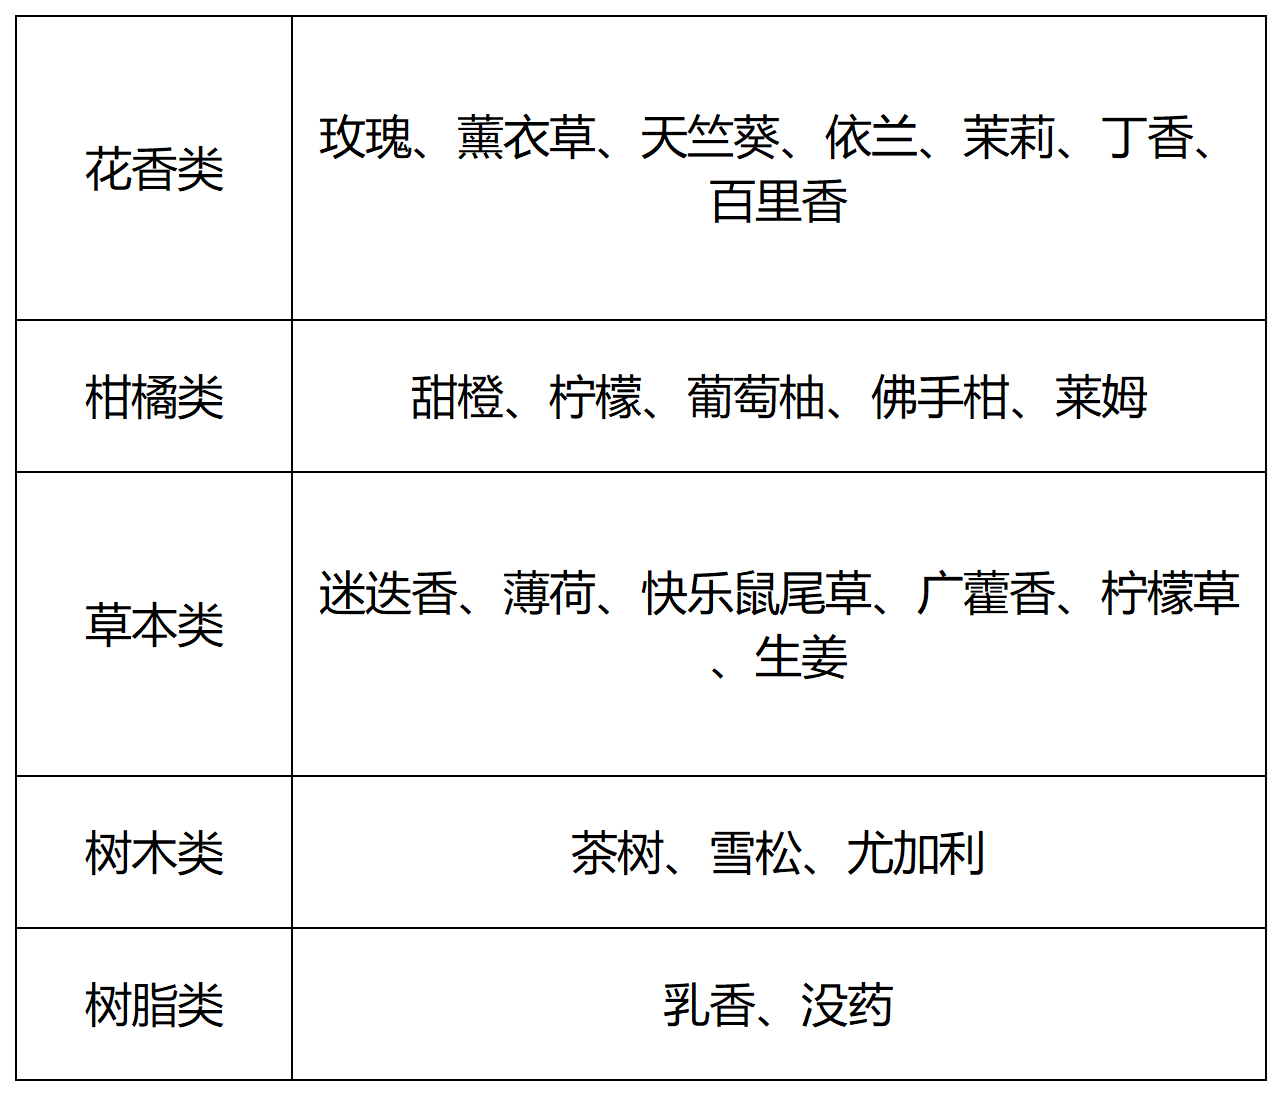 花香类
玫瑰、薰衣草、天竺葵、依兰、茉莉、丁香、
百里香
柑橘类
甜橙、柠檬、葡萄柚、佛手柑、莱姆
草本类
迷迭香、薄荷、快乐鼠尾草、广藿香、柠檬草
、生姜
树木类
茶树、雪松、尤加利
树脂类
乳香、没药